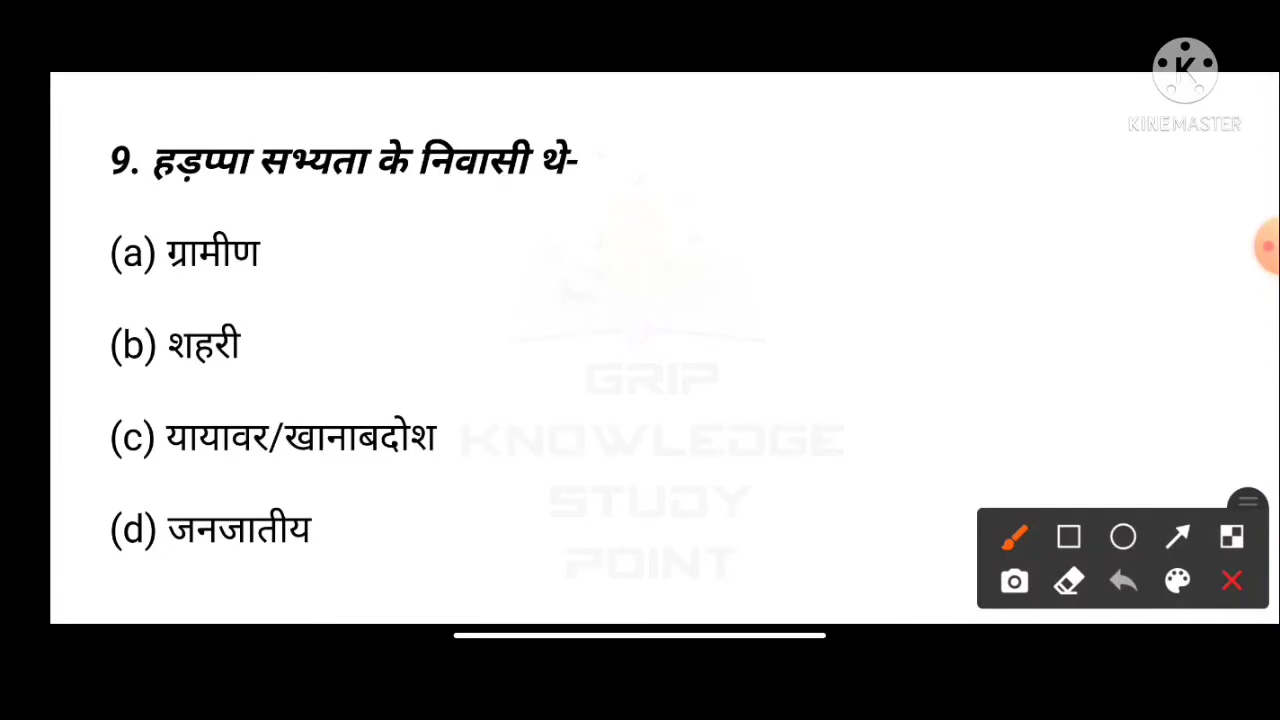 KINEMASTER
9. हड़प्पा सभ्यता के निवासी थे-
(a) ग्रामीण
(b) शहरी
(c) यायावर/खानाबदोश
(d) जनजातीय
GRIP
KNOWLEDGE
STUDY
POINT